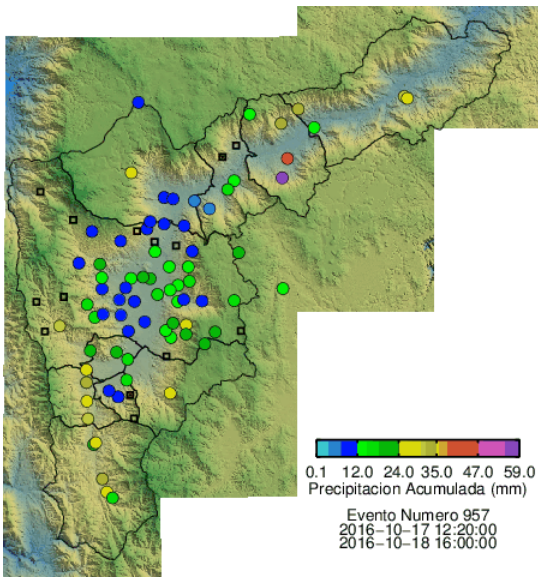 0.1 12.0 24.0 35.0 47.0 59.0
Precipitacion Acumulada (mm)
Evento Numero 957
2016-10-17 12:20:00
2016-10-18 16:00:00